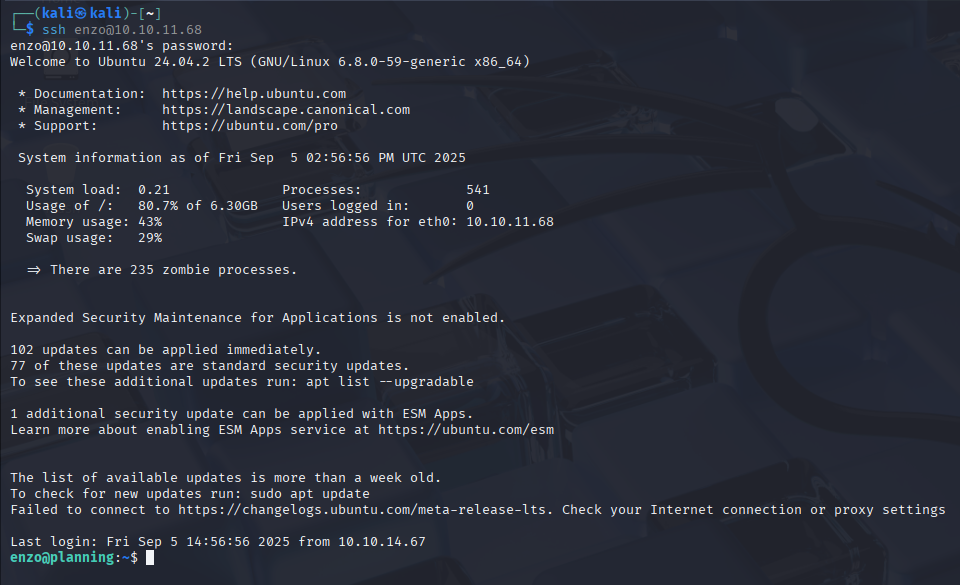 ┌──(kali㉿kali)-[~]
└─$ ssh enzo@10.10.11.68
enzo@10.10.11.68's password:
Welcome to Ubuntu 24.04.2 LTS (GNU/Linux 6.8.0-59-generic x86_64)
* Documentation:  https://help.ubuntu.com
* Management:     https://landscape.canonical.com
* Support:        https://ubuntu.com/pro
System information as of Fri Sep  5 02:56:56 PM UTC 2025
System load:  0.21              Processes:             541
Usage of /:   80.7% of 6.30GB   Users logged in:       0
Memory usage: 43%               IPv4 address for eth0: 10.10.11.68
Swap usage:   29%
=> There are 235 zombie processes.
Expanded Security Maintenance for Applications is not enabled.
102 updates can be applied immediately.
77 of these updates are standard security updates.
To see these additional updates run: apt list --upgradable
1 additional security update can be applied with ESM Apps.
Learn more about enabling ESM Apps service at https://ubuntu.com/esm
The list of available updates is more than a week old.
To check for new updates run: sudo apt update
Failed to connect to https://changelogs.ubuntu.com/meta-release-lts. Check your Internet connection or proxy settings
Last login: Fri Sep 5 14:56:56 2025 from 10.10.14.67
enzo@planning:~$